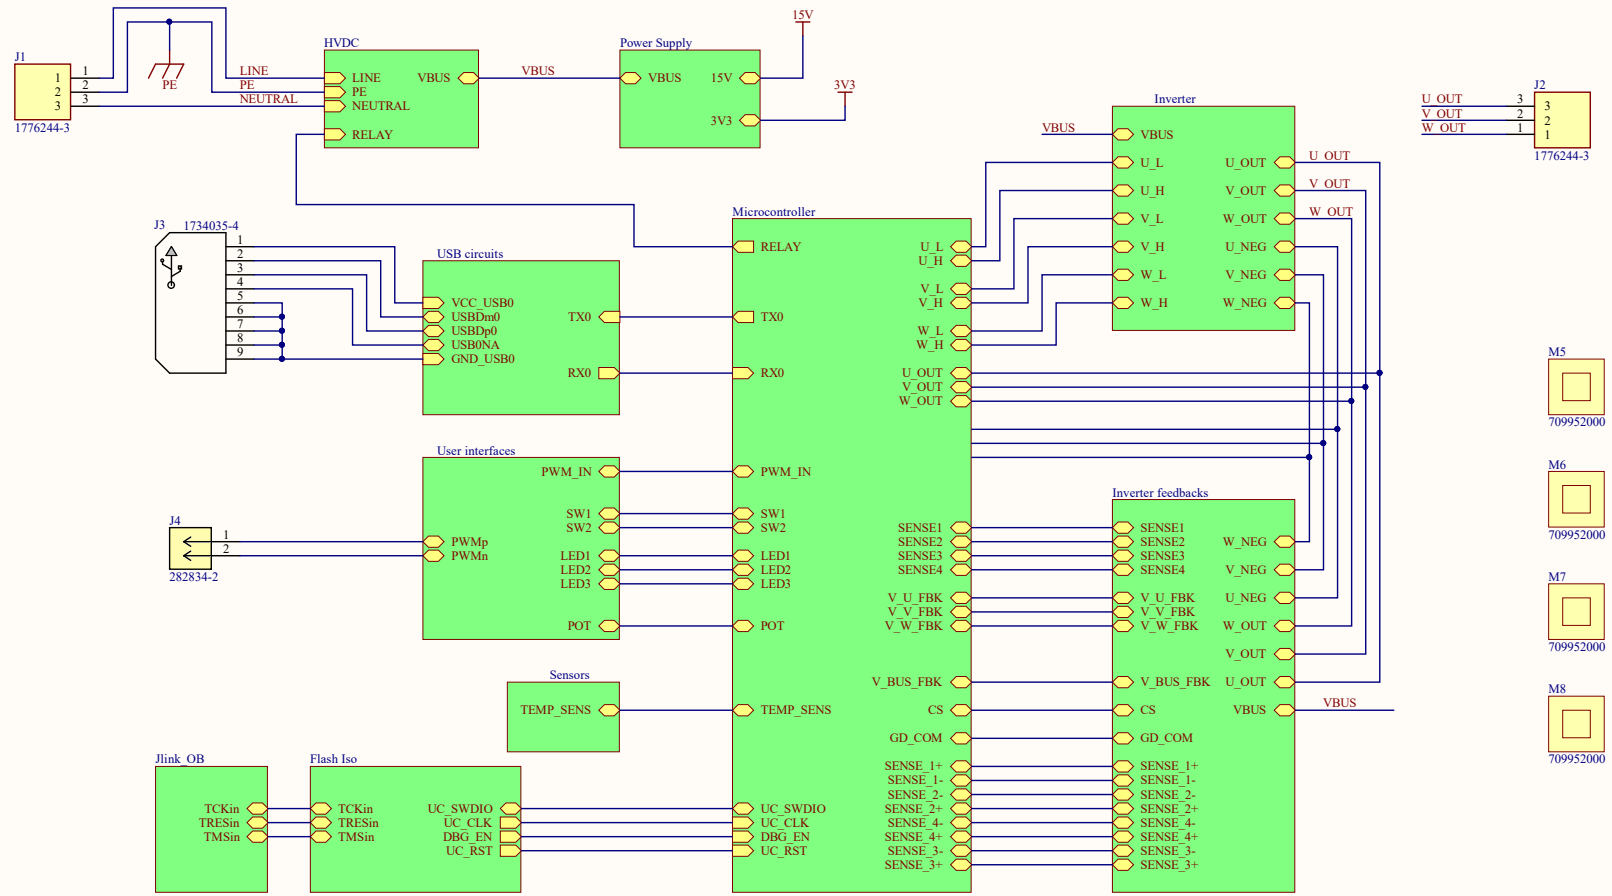 15V
HVDC
Power Supply
J1
1
2
3
1
2
3
1776244-3
PE
LINE
PE
NEUTRAL
LINE
PE
NEUTRAL
RELAY
VBUS
VBUS
VBUS
15V
3V3
3V3
Inverter
VBUS
VBUS
U_L
U_H
V_L
V_H
W_L
W_H
U_OUT
V_OUT
W_OUT
U_NEG
V_NEG
W_NEG
U_OUT
V_OUT
W_OUT
J2
U_OUT
V_OUT
W_OUT
3
2
1
3
2
1
1776244-3
J3
1734035-4
1
2
3
4
5
6
7
8
9
USB circuits
VCC_USB0
USBDm0
USBDp0
USB0NA
GND_USB0
TX0
RX0
Microcontroller
RELAY
TX0
RX0
PWM_IN
SW1
SW2
LED1
LED2
LED3
POT
TEMP_SENS
UC_SWDIO
UC_CLK
DBG_EN
UC_RST
U_L
U_H
V_L
V_H
W_L
W_H
U_OUT
V_OUT
W_OUT
SENSE1
SENSE2
SENSE3
SENSE4
V_U_FBK
V_V_FBK
V_W_FBK
V_BUS_FBK
CS
GD_COM
SENSE_1+
SENSE_1-
SENSE_2-
SENSE_2+
SENSE_4-
SENSE_4+
SENSE_3-
SENSE_3+
User interfaces
PWM_IN
SW1
SW2
LED1
LED2
LED3
POT
PWMp
PWMn
J4
1
2
282834-2
Sensors
TEMP_SENS
Jlink_OB
TCKin
TRESin
TMSin
Flash Iso
TCKin
TRESin
TMSin
UC_SWDIO
UC_CLK
DBG_EN
UC_RST
Inverter feedbacks
SENSE1
SENSE2
SENSE3
SENSE4
V_U_FBK
V_V_FBK
V_W_FBK
V_BUS_FBK
CS
GD_COM
SENSE_1+
SENSE_1-
SENSE_2-
SENSE_2+
SENSE_4-
SENSE_4+
SENSE_3-
SENSE_3+
W_NEG
V_NEG
U_NEG
W_OUT
V_OUT
U_OUT
VBUS
VBUS
M5
709952000
M6
709952000
M7
709952000
M8
709952000